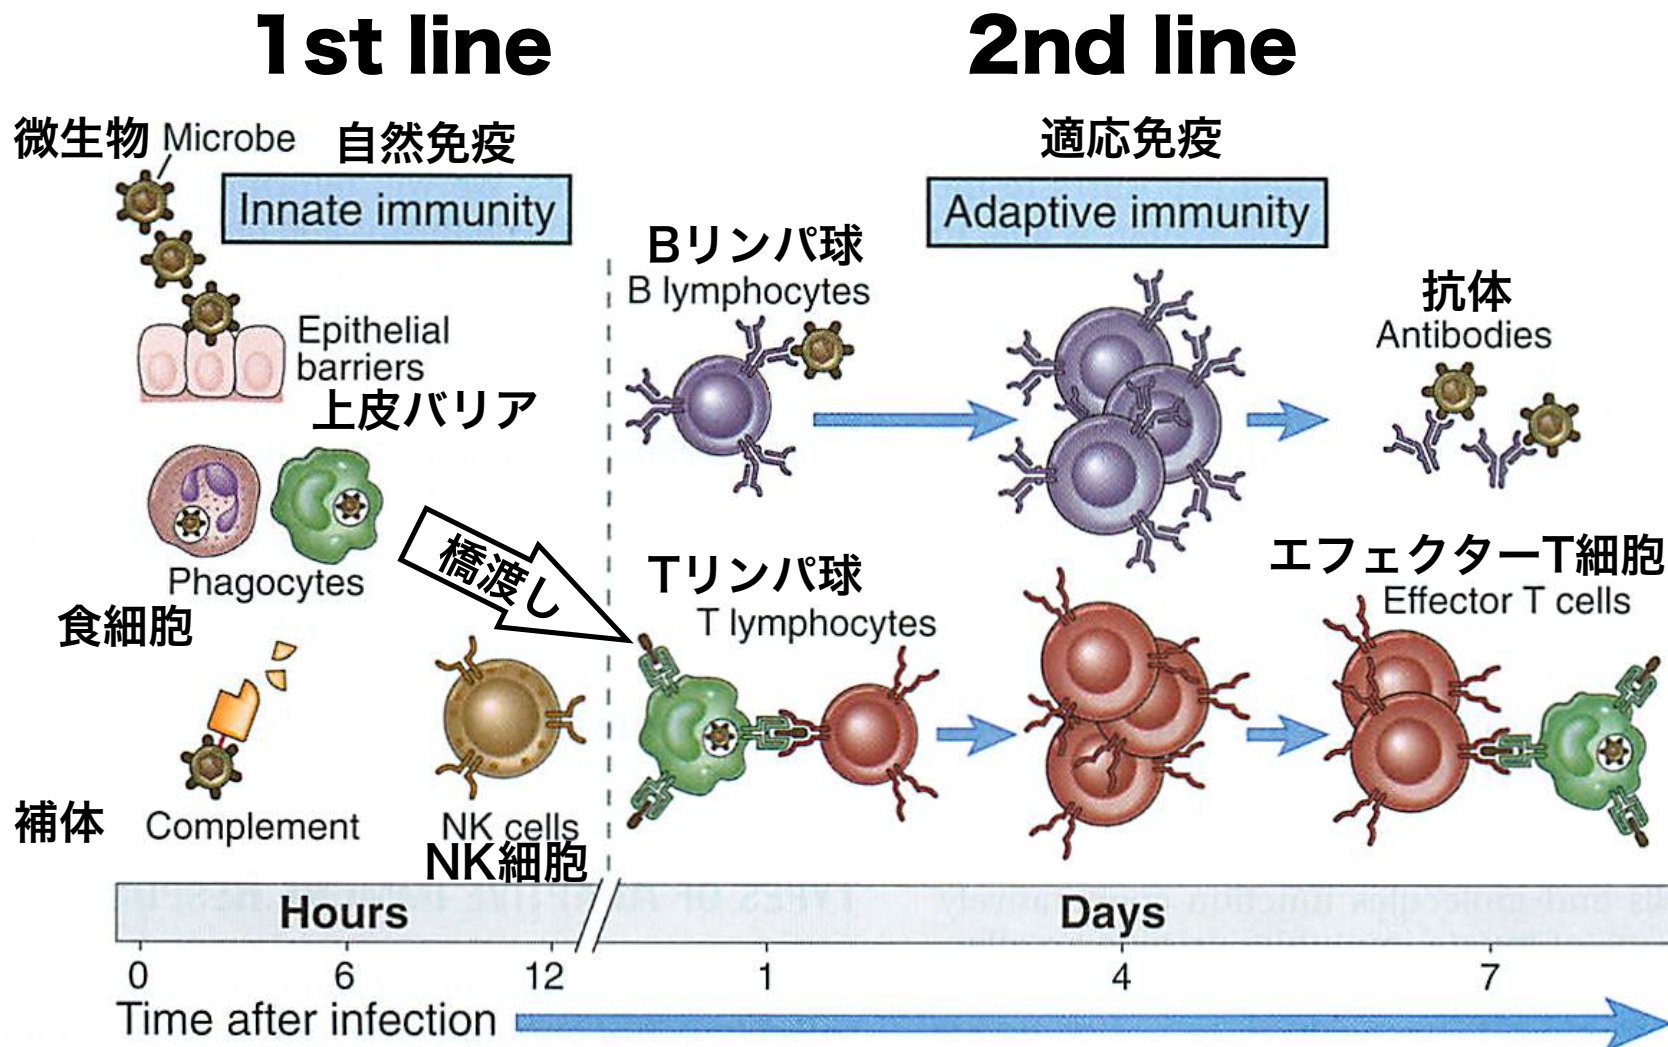 1st line
2nd line
微生物 Microbe
自然免疫
Innate immunity
適応免疫
Adaptive immunity
Epithelial
barriers
上皮バリア
Bリンパ球
B lymphocytes
抗体
Antibodies
Phagocytes
食細胞
橋渡し
Tリンパ球
T lymphocytes
エフェクターT細胞
Effector T cells
補体 Complement
NK cells
NK細胞
Hours
Days
0 6 12 1 4 7
Time after infection